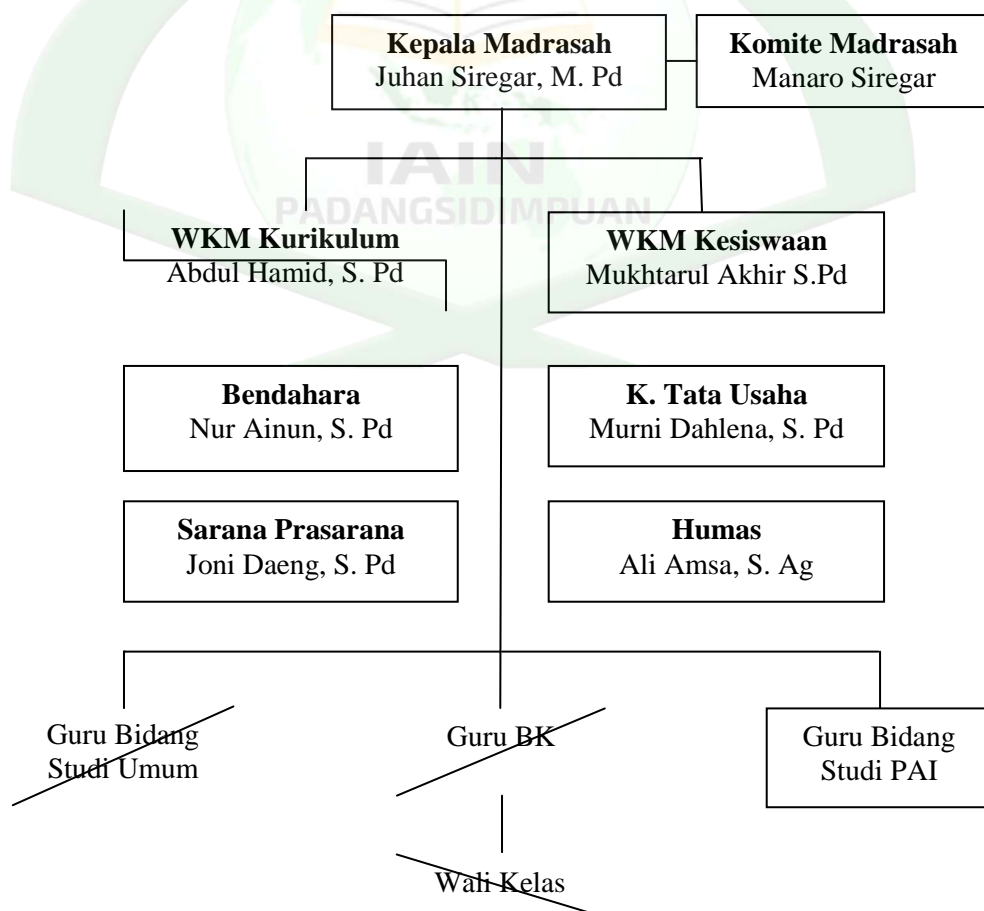 Kepala Madrasah
Juhan Siregar, M. Pd
Komite Madrasah
Manaro Siregar
IAIN
PADANGSIDIMPUAN
WKM Kurikulum
Abdul Hamid, S. Pd
WKM Kesiswaan
Mukhtarul Akhir S.Pd
Bendahara
Nur Ainun, S. Pd
K. Tata Usaha
Murni Dahlena, S. Pd
Sarana Prasarana
Joni Daeng, S. Pd
Humas
Ali Amsa, S. Ag
Guru Bidang
Studi Umum
Guru BK
Guru Bidang
Studi PAI
Wali Kelas